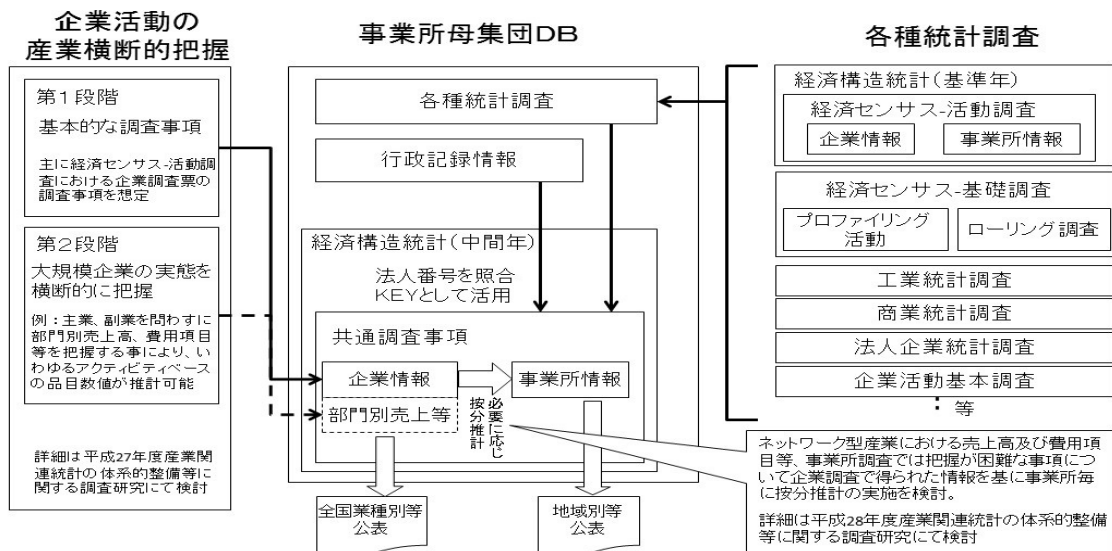 企業活動の
産業横断的把握
第1段階
基本的な調査事項
主に経済センサス-活動調
査における企業調査票の
調査事項を想定
第2段階
大規模企業の実態を
横断的に把握
例：主業、副業を問わずに
部門別売上高、費用項目
等を把握する事により、い
わゆるアクティビティベース
の品目数値が推計可能
詳細は平成27年度産業関
連統計の体系的整備等に
関する調査研究にて検討
事業所母集団DB
各種統計調査
行政記録情報
経済構造統計(中間年)
法人番号を照合
KEYとして活用
共通調査事項
企業情報
事業所情報
部門別売上等
必要に応じ
按分推計
全国業種別等
公表
地域別等
公表
各種統計調査
経済構造統計(基準年)
経済センサス-活動調査
企業情報
事業所情報
経済センサス-基礎調査
プロファイリング
活動
ローリング調査
工業統計調査
商業統計調査
法人企業統計調査
企業活動基本調査
： 等
ネットワーク型産業における売上高及び費用項
目等、事業所調査では把握が困難な事項につい
て企業調査で得られた情報を基に事業所毎
に按分推計の実施を検討。
詳細は平成28年度産業関連統計の体系的整備
等に関する調査研究にて検討